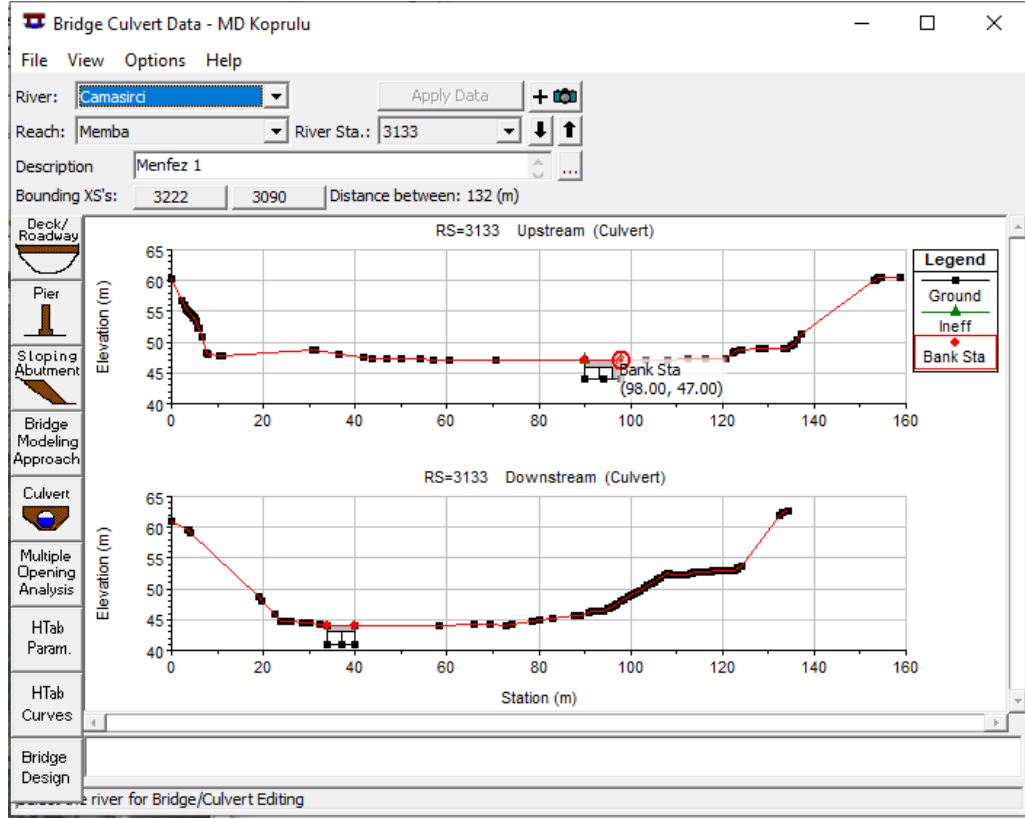 Bridge Culvert Data - MD Koprulu
File View Options Help
River: Camasirci Apply Data +
Reach: Memba River Sta.: 3133
Description Menfez 1 ...
Bounding XS's: 3222 3090 Distance between: 132 (m)
Deck/
Roadway
Pier
Sloping
Abutment
Bridge
Modeling
Approach
Culvert
Multiple
Opening
Analysis
HTab
Param.
HTab
Curves
Bridge
Design
RS=3133 Upstream (Culvert)
Elevation (m)
65
60
55
50
45
40
0 20 40 60 80 100 120 140 160
Bank Sta
(98.00, 47.00)
Legend
Ground
Ineff
Bank Sta
RS=3133 Downstream (Culvert)
Elevation (m)
65
60
55
50
45
40
0 20 40 60 80 100 120 140 160
Station (m)
the river for Bridge/Culvert Editing